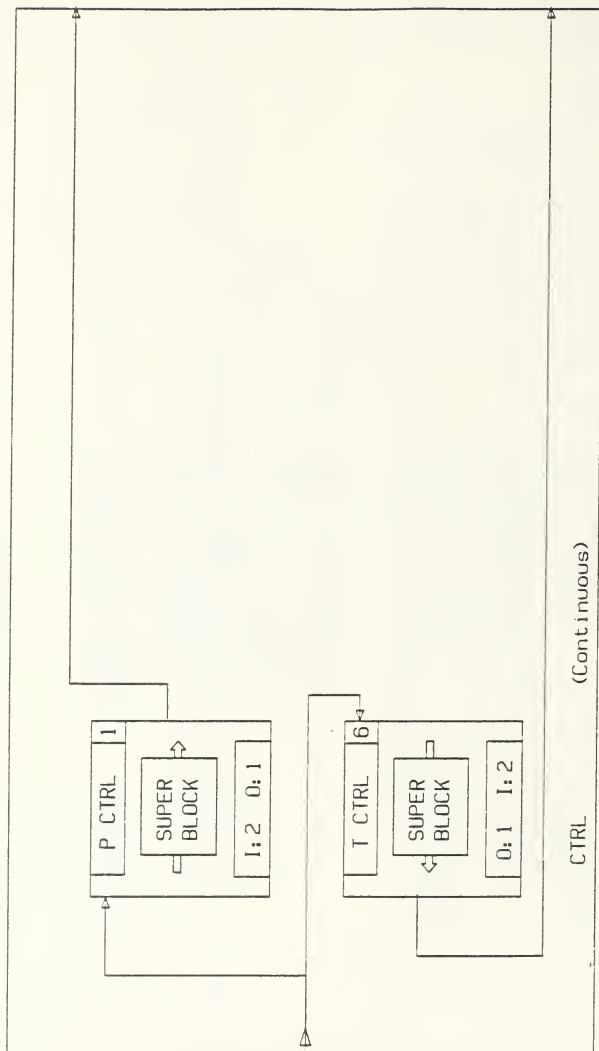 P CTRL 1
SUPER
BLOCK
I:2 O:1
T CTRL 6
SUPER
BLOCK
O:1 I:2
CTRL (Continuous)